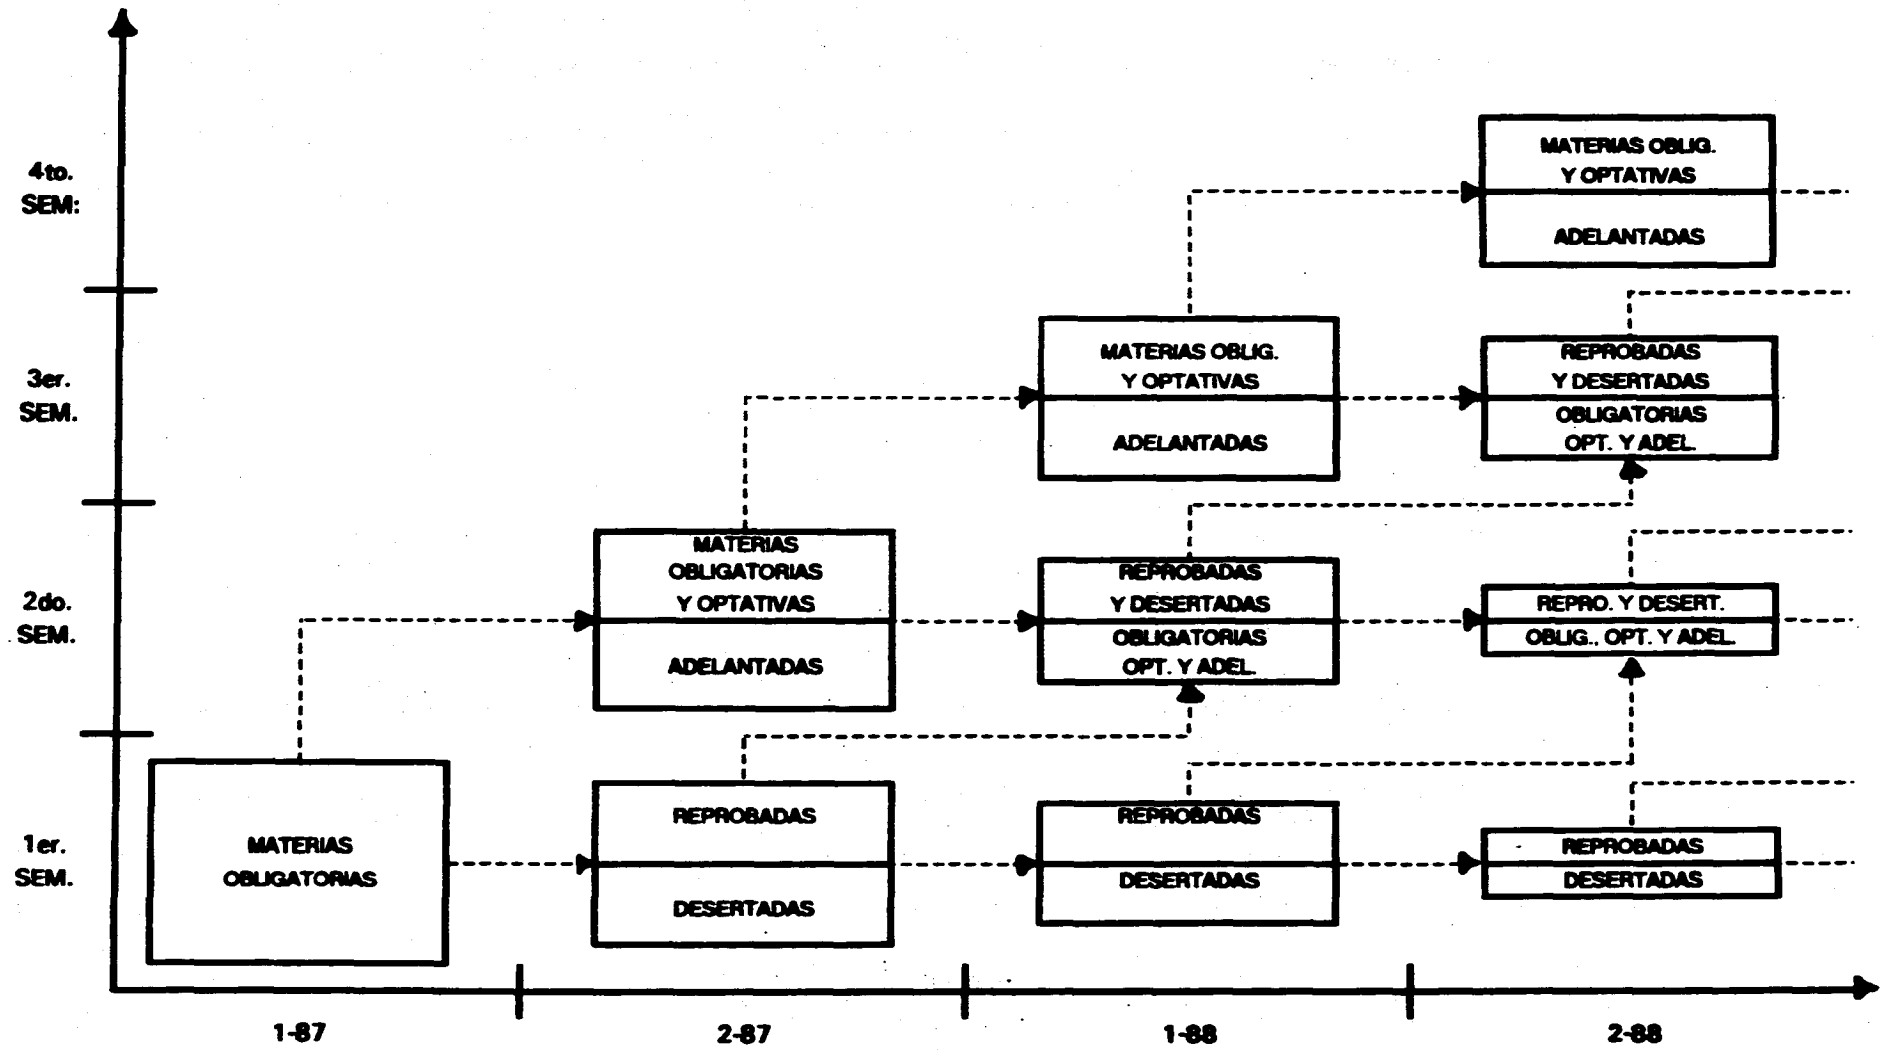 4to.
SEM:
MATERIAS OBLIG.
Y OPTATIVAS
ADELANTADAS
3er.
SEM.
MATERIAS OBLIG.
Y OPTATIVAS
ADELANTADAS
REPROBADAS
Y DESERTADAS
OBLIGATORIAS
OPT. Y ADEL.
2do.
SEM.
MATERIAS
OBLIGATORIAS
Y OPTATIVAS
ADELANTADAS
REPROBADAS
Y DESERTADAS
OBLIGATORIAS
OPT. Y ADEL.
REPRO. Y DESERT.
OBLIG., OPT. Y ADEL.
1er.
SEM.
MATERIAS
OBLIGATORIAS
REPROBADAS
DESERTADAS
REPROBADAS
DESERTADAS
REPROBADAS
DESERTADAS
1-87
2-87
1-88
2-88